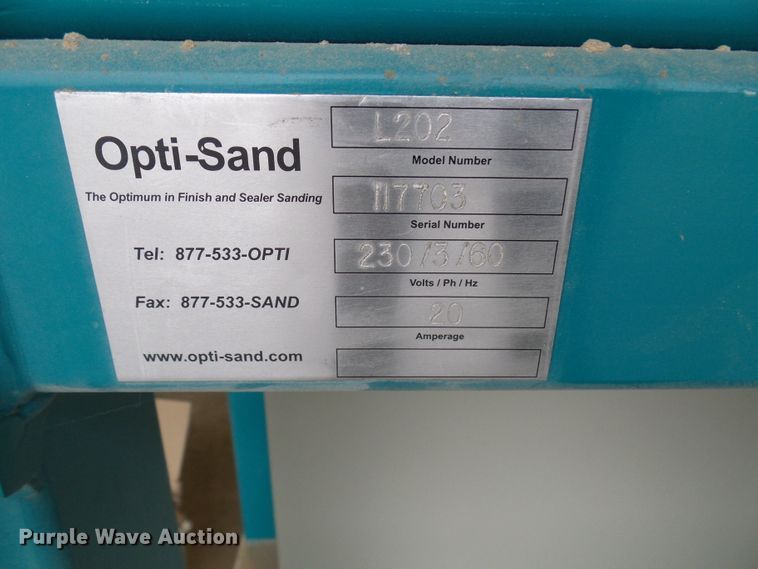 Opti-Sand
The Optimum in Finish and Sealer Sanding
Tel: 877-533-OPTI
Fax: 877-533-SAND
www.opti-sand.com
L202
Model Number
117703
Serial Number
230/3/60
Volts / Ph / Hz
20
Amperage
Purple Wave Auction